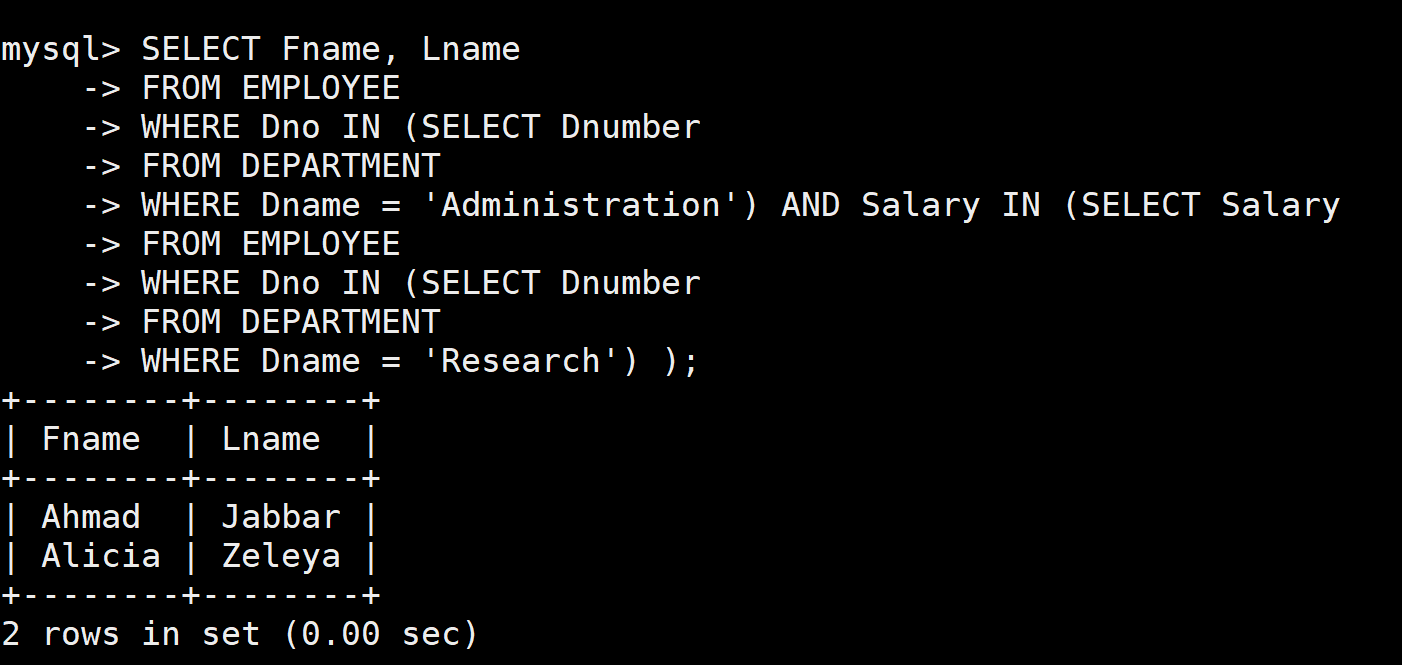 mysql> SELECT Fname, Lname
    -> FROM EMPLOYEE
    -> WHERE Dno IN (SELECT Dnumber
    -> FROM DEPARTMENT
    -> WHERE Dname = 'Administration') AND Salary IN (SELECT Salary
    -> FROM EMPLOYEE
    -> WHERE Dno IN (SELECT Dnumber
    -> FROM DEPARTMENT
    -> WHERE Dname = 'Research') );
+--------+--------+
| Fname  | Lname  |
+--------+--------+
| Ahmad  | Jabbar |
| Alicia | Zeleya |
+--------+--------+
2 rows in set (0.00 sec)